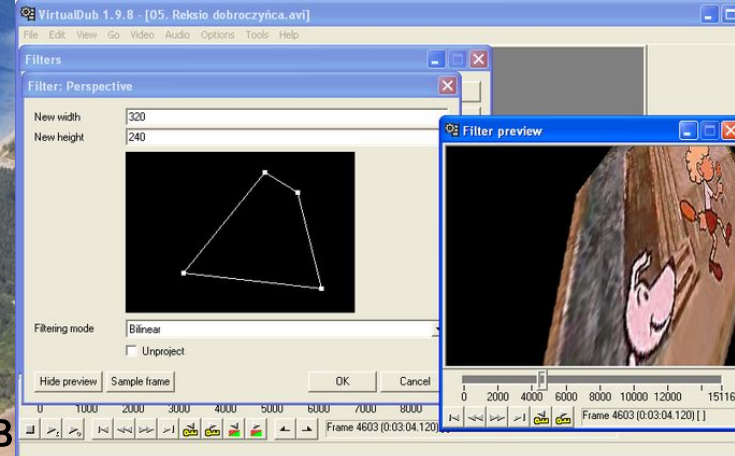 VirtualDub 1.9.8 - [05. Reksio dobroczyńca.avi]
File Edit View Go Video Audio Options Tools Help
Filters
Filter: Perspective
New width 320
New height 240
Filter preview
Filtering mode Bilinear
Unproject
Hide preview Sample frame OK Cancel
0 2000 4000 6000 8000 10000 12000 15116
Frame 4603 (0:03:04.120) [ ]
0 1000 2000 3000 4000 5000 6000 7000 8000
Frame 4603 (0:03:04.120)